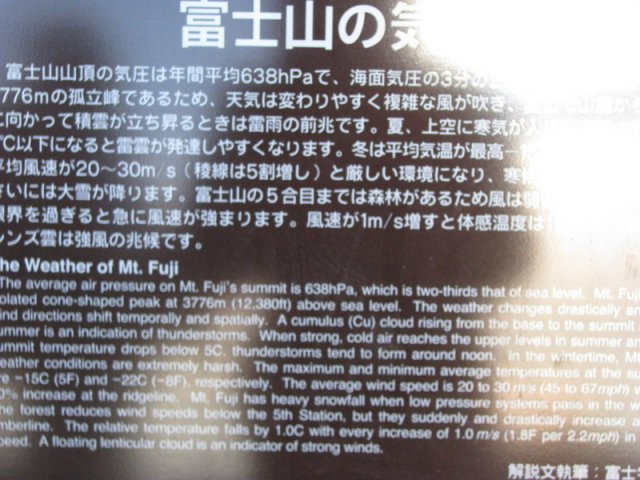 富士山の気
富士山山頂の気圧は年間平均638hPaで、海面気圧の3分の
776mの孤立峰であるため、天気は変わりやすく複雑な風が吹き、
に向かって積雲が立ち昇るときは雷雨の前兆です。夏、上空に寒気が
℃以下になると雷雲が発達しやすくなります。冬は平均気温が最高－
平均風速が20～30m/s（稜線は5割増し）と厳しい環境になり、寒
さいには大雪が降ります。富士山の5合目までは森林があるため風は弱
限界を過ぎると急に風速が強まります。風速が1m/s増すと体感温度は
レンズ雲は強風の兆候です。
he Weather of Mt. Fuji
The average air pressure on Mt. Fuji's summit is 638hPa, which is two-thirds that of sea level. Mt. Fuji
olated cone-shaped peak at 3776m (12.380ft) above sea level. The weather changes drastically an
ind directions shift temporally and spatially. A cumulus (Cu) cloud rising from the base to the summit
ummer is an indication of thunderstorms. When strong, cold air reaches the upper levels in summer an
ummit temperature drops below 5C, thunderstorms tend to form around noon. In the wintertime, Mt
eather conditions are extremely harsh. The maximum and minimum average temperatures at the su
re -15C (5F) and -22C (-8F), respectively. The average wind speed is 20 to 30 m/s (45 to 67mph) w
0% increase at the ridgeline. Mt. Fuji has heavy snowfall when low pressure systems pass in the w
he forest reduces wind speeds below the 5th Station, but they suddenly and drastically increase a
mberline. The relative temperature falls by 1.0C with every increase of 1.0 m/s (1.8F per 2.2mph) in
peed. A floating lenticular cloud is an indicator of strong winds.
解説文執筆：富士